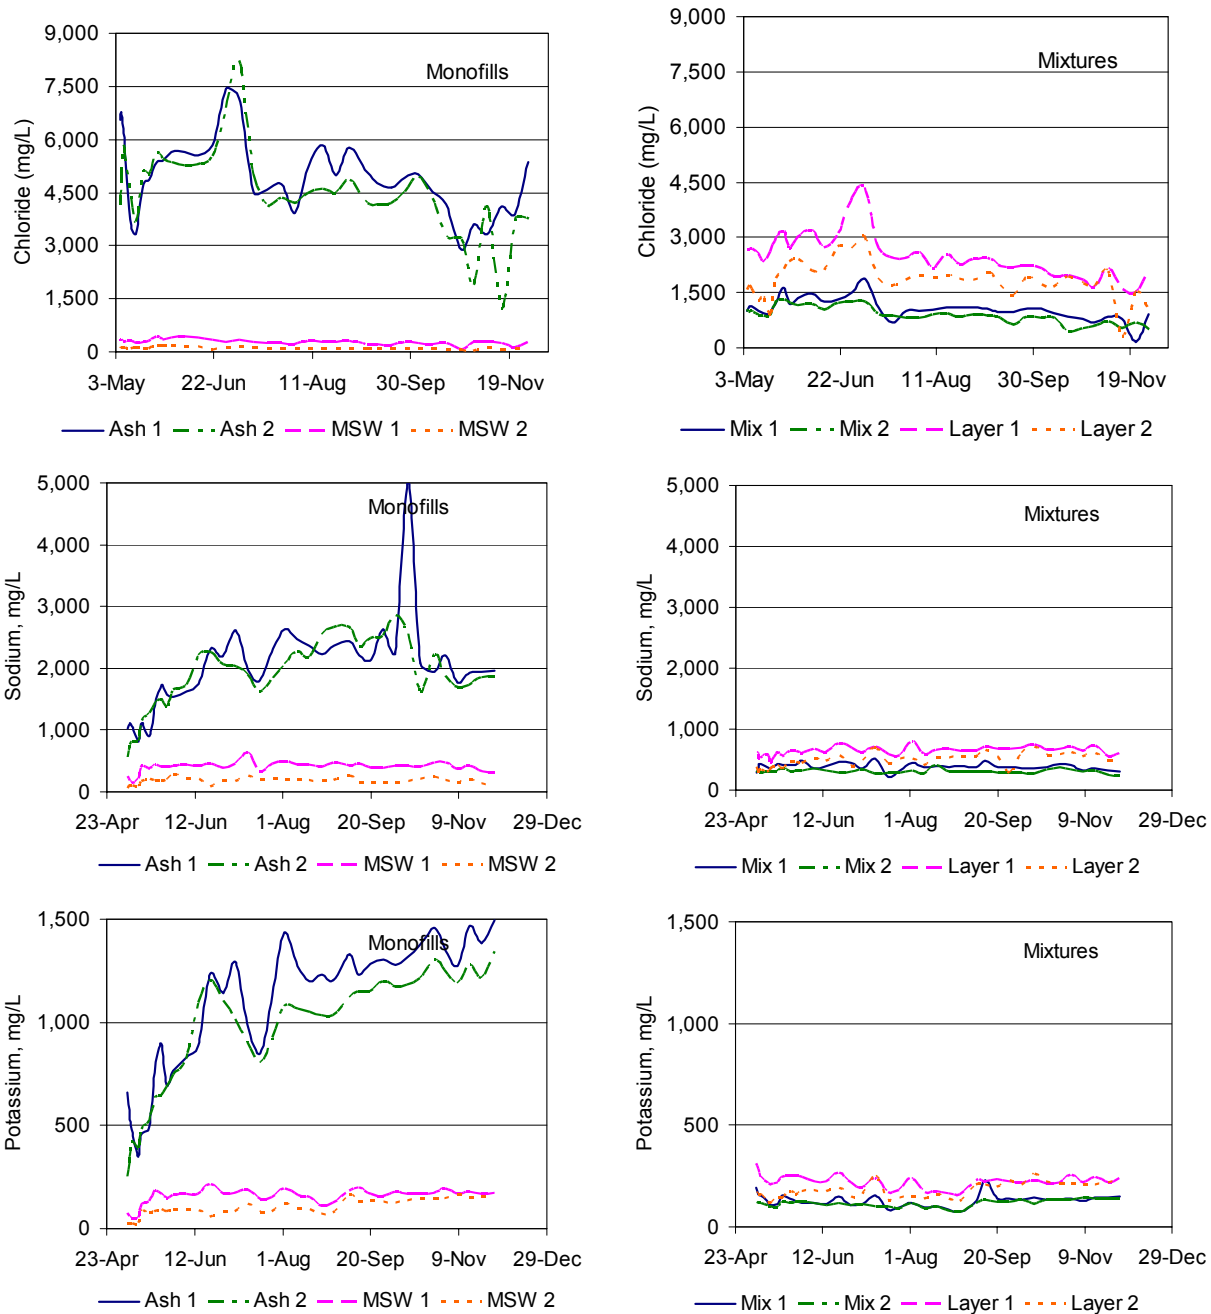 Chloride (mg/L)
9,000
7,500
6,000
4,500
3,000
1,500
0
Monofills
3-May 22-Jun 11-Aug 30-Sep 19-Nov
Ash 1 Ash 2 MSW 1 MSW 2
Chloride (mg/L)
9,000
7,500
6,000
4,500
3,000
1,500
0
Mixtures
3-May 22-Jun 11-Aug 30-Sep 19-Nov
Mix 1 Mix 2 Layer 1 Layer 2
Sodium, mg/L
5,000
4,000
3,000
2,000
1,000
0
Monofills
23-Apr 12-Jun 1-Aug 20-Sep 9-Nov 29-Dec
Ash 1 Ash 2 MSW 1 MSW 2
Sodium, mg/L
5,000
4,000
3,000
2,000
1,000
0
Mixtures
23-Apr 12-Jun 1-Aug 20-Sep 9-Nov 29-Dec
Mix 1 Mix 2 Layer 1 Layer 2
Potassium, mg/L
1,500
1,000
500
0
Monofills
23-Apr 12-Jun 1-Aug 20-Sep 9-Nov 29-Dec
Ash 1 Ash 2 MSW 1 MSW 2
Potassium, mg/L
1,500
1,000
500
0
Mixtures
23-Apr 12-Jun 1-Aug 20-Sep 9-Nov 29-Dec
Mix 1 Mix 2 Layer 1 Layer 2